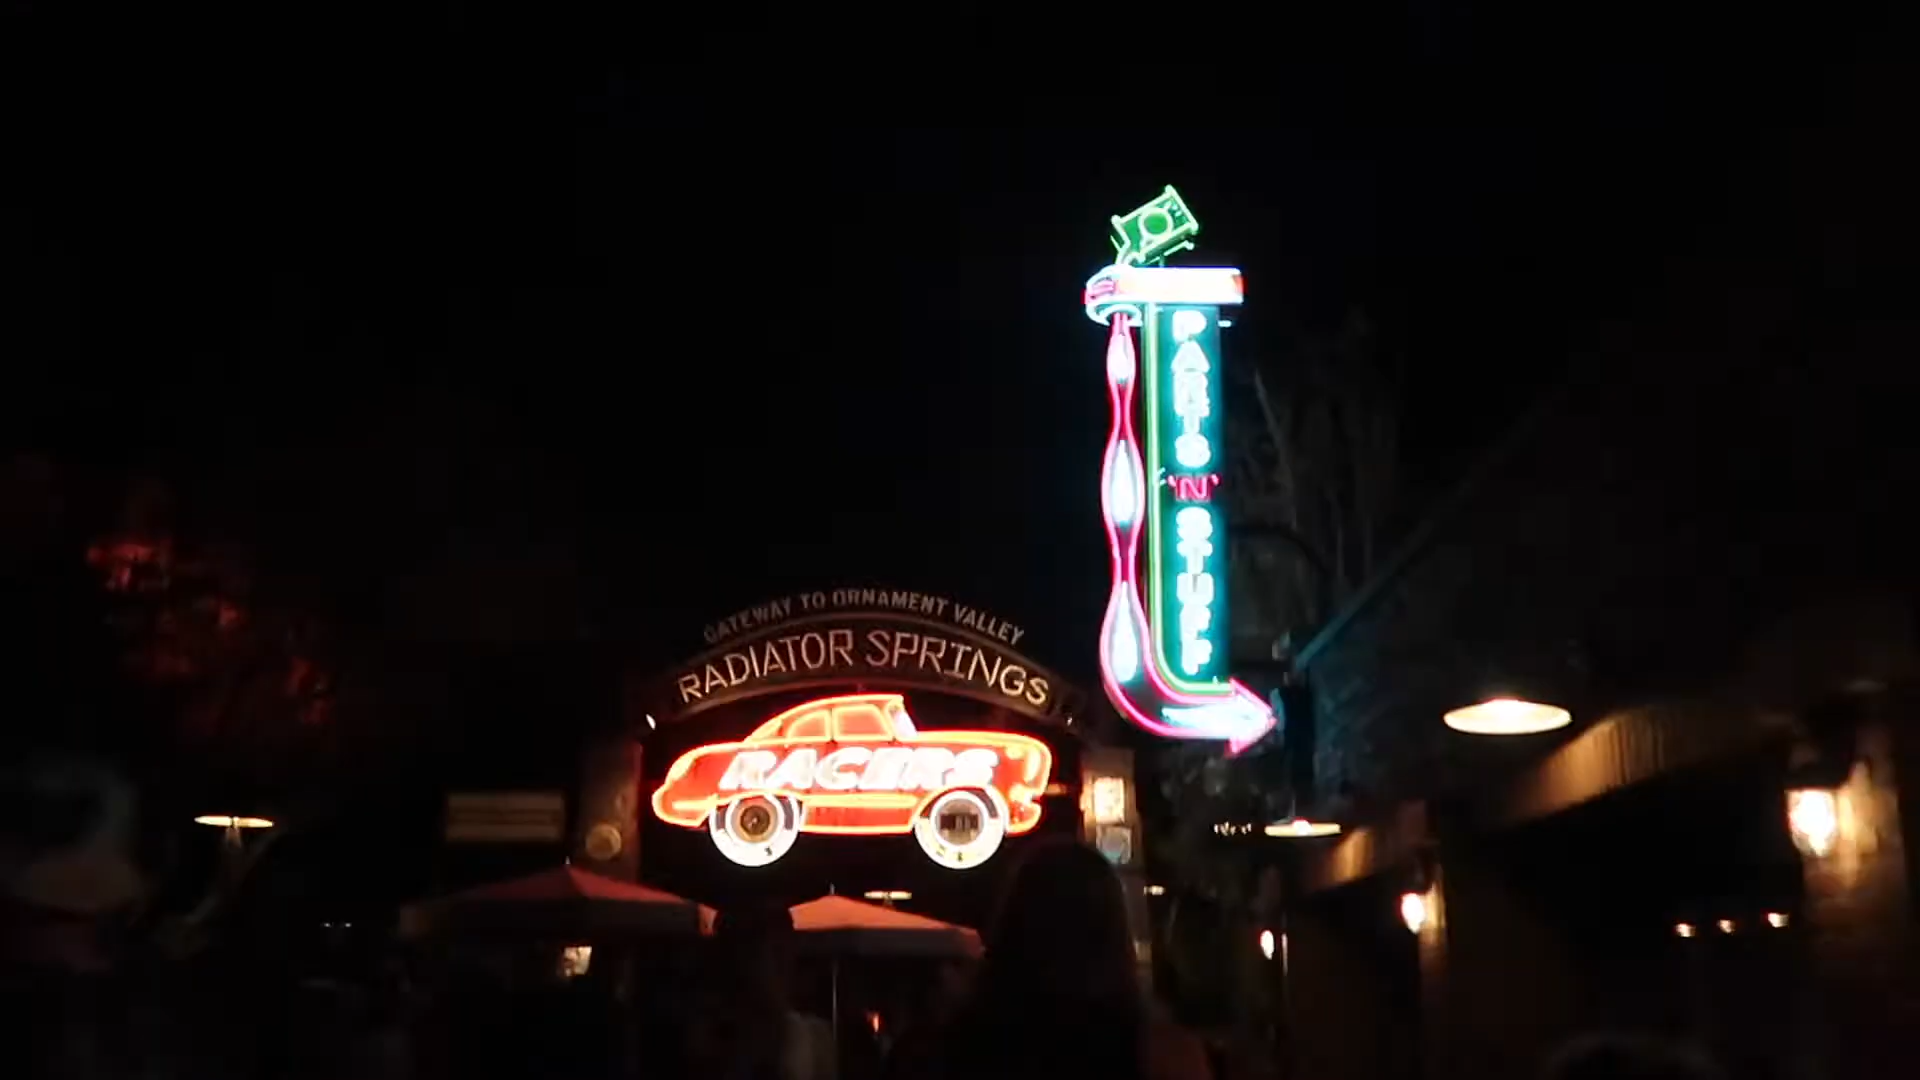 GATEWAY TO ORNAMENT VALLEY
RADIATOR SPRINGS
RACERS
PARTS
'N'
STUFF